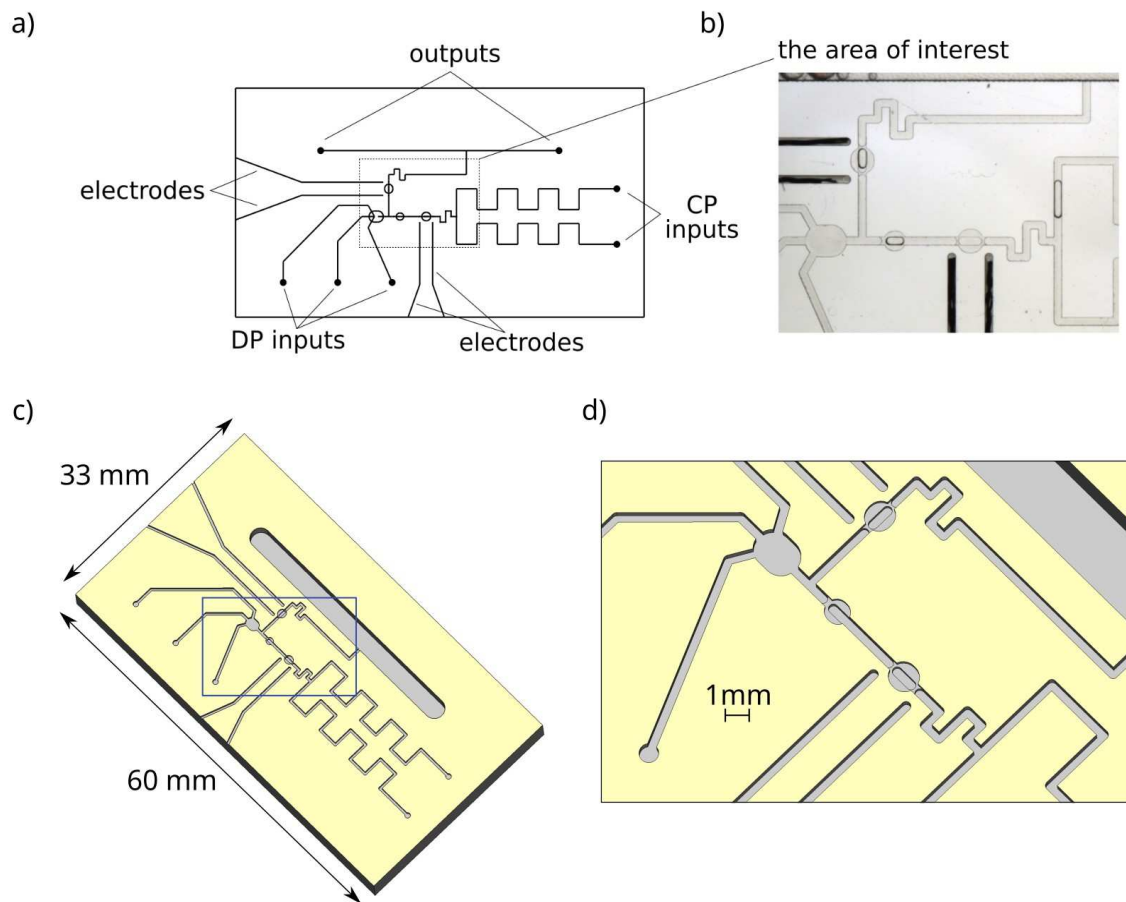 a)
outputs
electrodes
DP inputs
electrodes
CP
inputs
b)
the area of interest
c)
33 mm
60 mm
d)
1mm